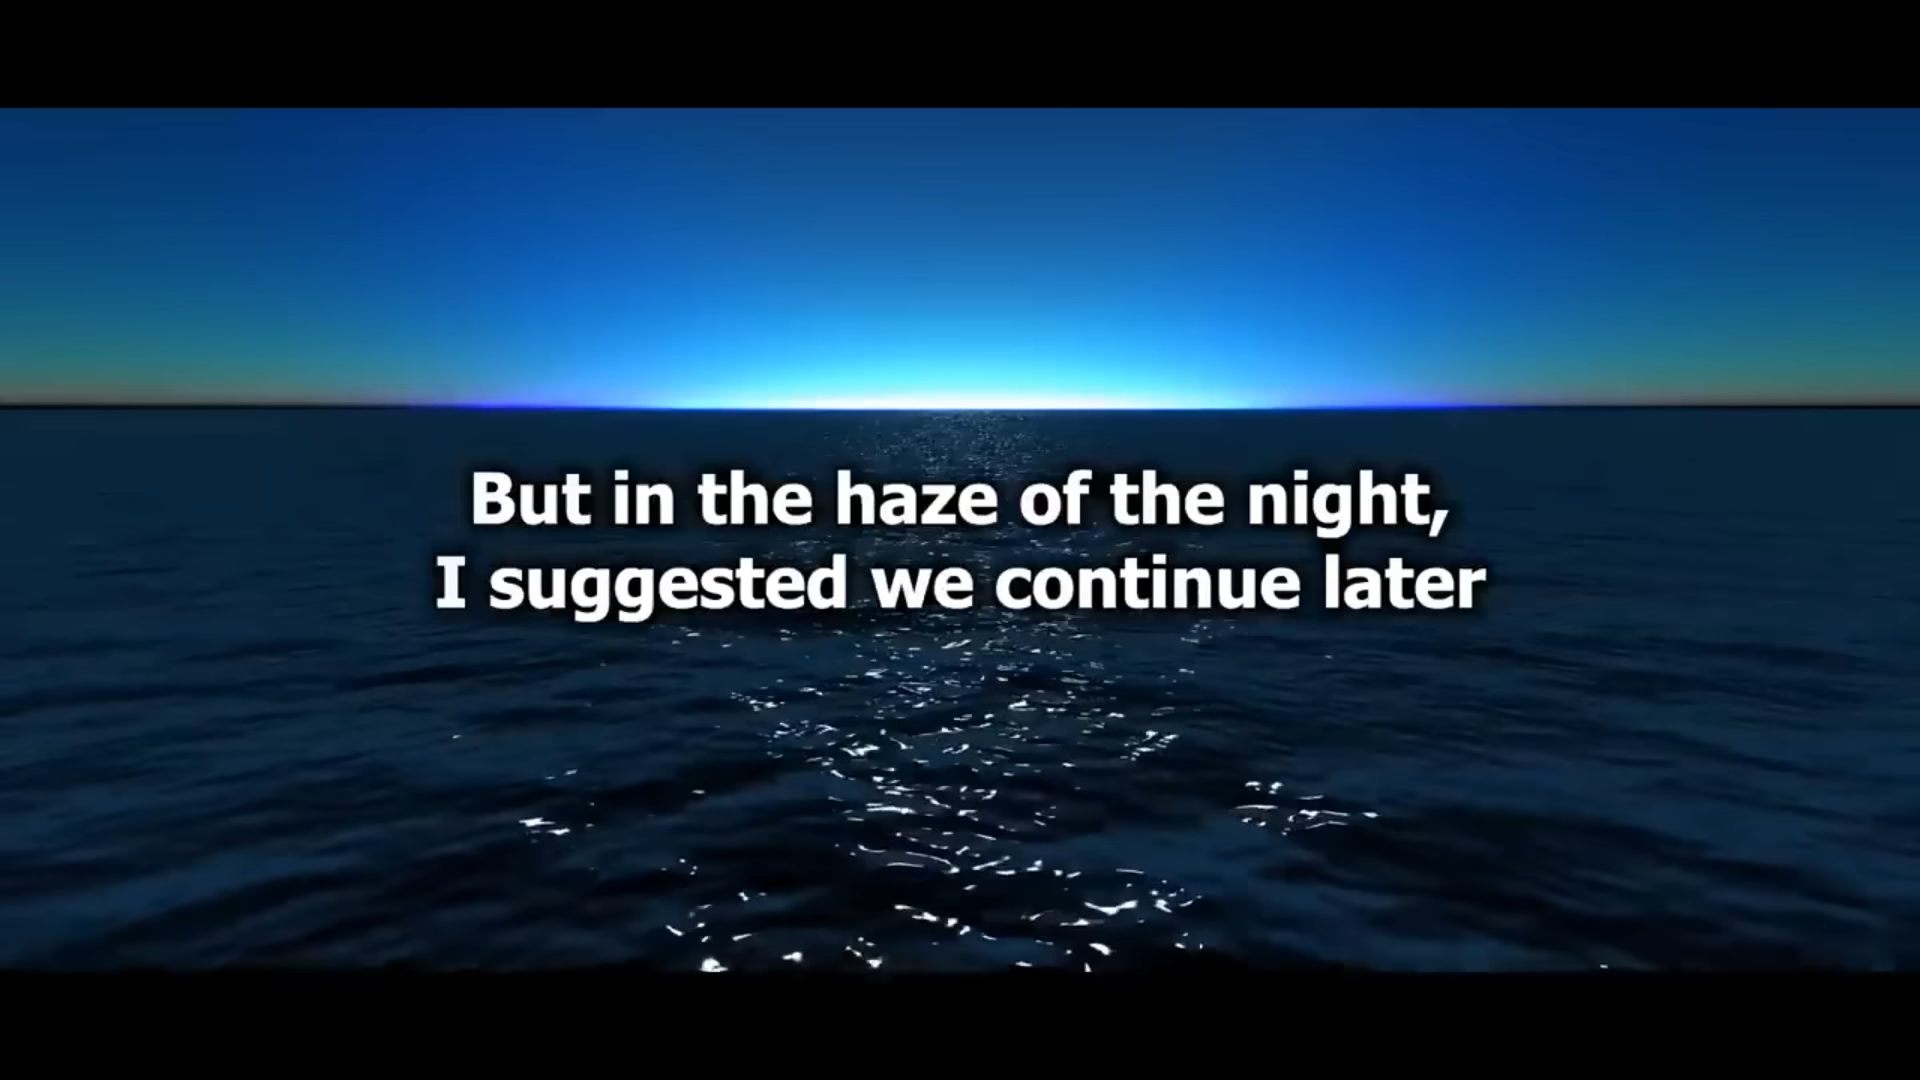 But in the haze of the night,
I suggested we continue later